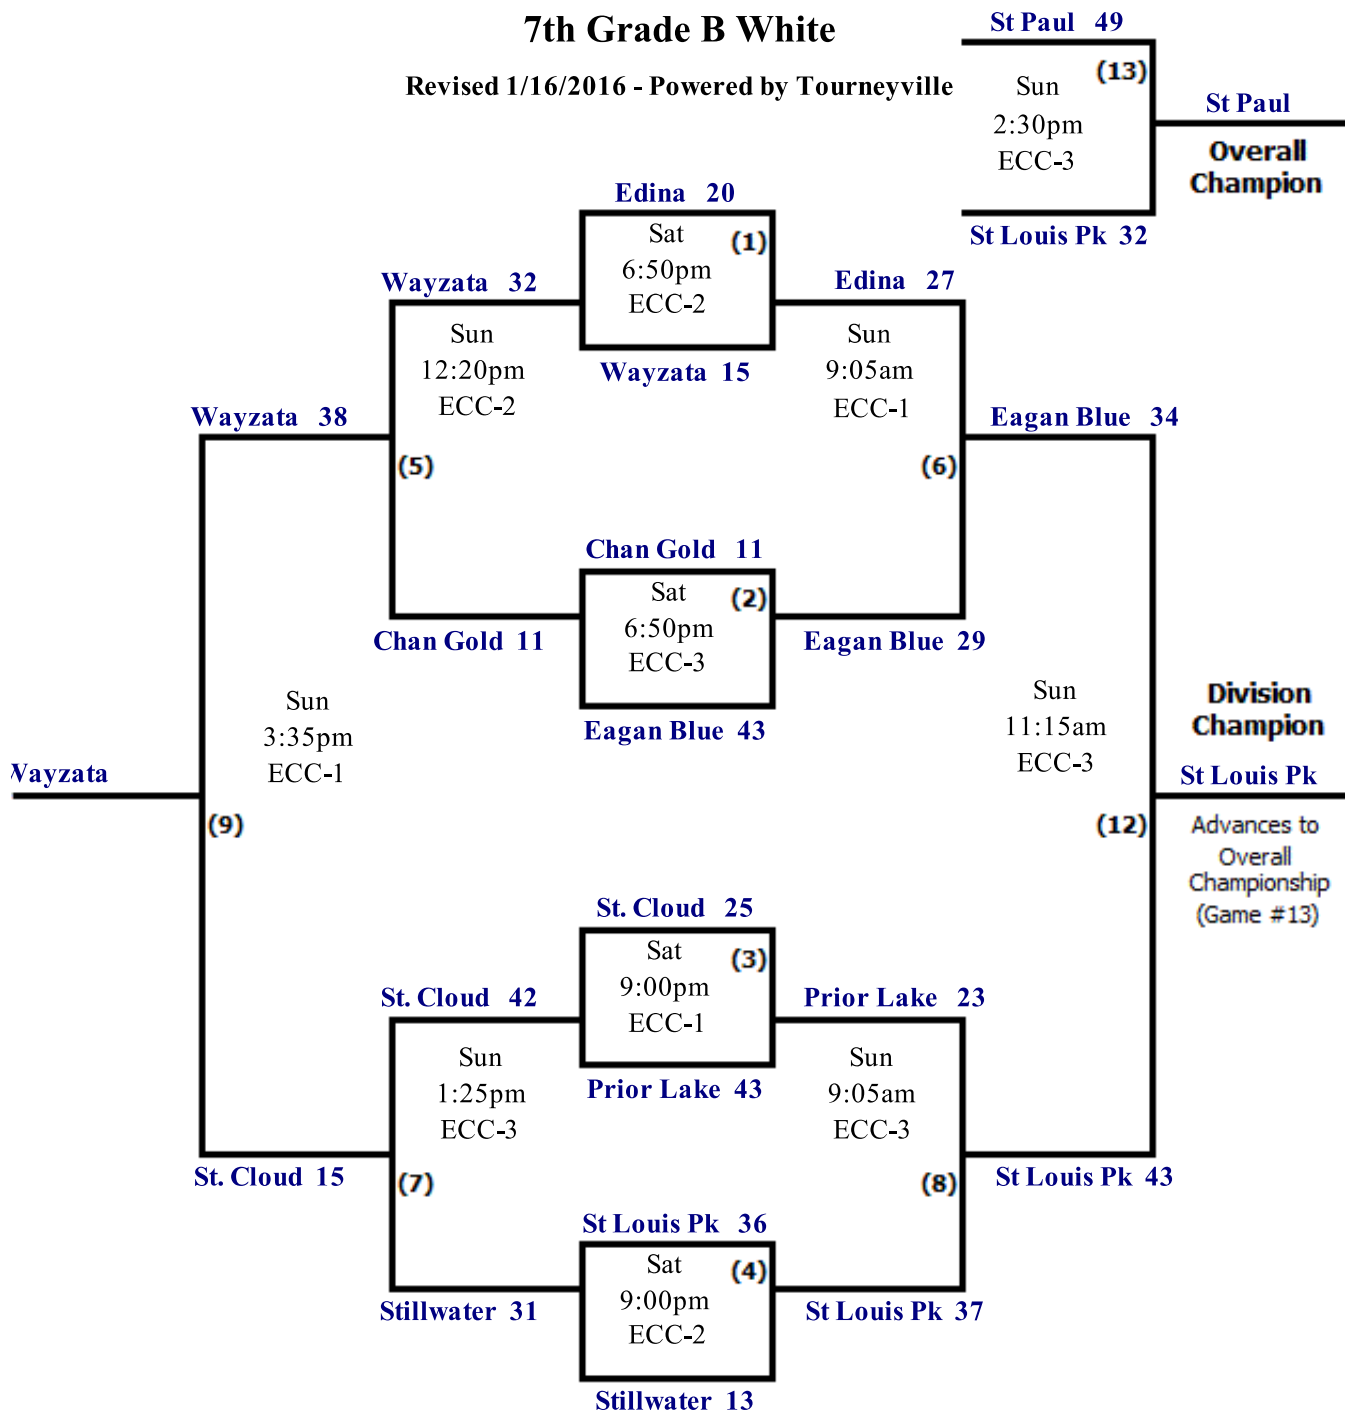 7th Grade B White
Revised 1/16/2016 - Powered by Tourneyville
St Paul 49
(13)
Sun
2:30pm
ECC-3
St Louis Pk 32
St Paul
Overall
Champion
Edina 20
Sat
(1)
6:50pm
ECC-2
Wayzata 15
Wayzata 32
Sun
12:20pm
ECC-2
(5)
Edina 27
Sun
9:05am
ECC-1
(6)
Wayzata 38
Eagan Blue 34
Chan Gold 11
Sat
(2)
6:50pm
ECC-3
Eagan Blue 43
Chan Gold 11
Eagan Blue 29
Sun
3:35pm
ECC-1
Wayzata
(9)
Sun
11:15am
ECC-3
(12)
Division
Champion
St Louis Pk
Advances to
Overall
Championship
(Game #13)
St. Cloud 25
Sat
(3)
9:00pm
ECC-1
Prior Lake 43
St. Cloud 42
Sun
1:25pm
ECC-3
(7)
Prior Lake 23
Sun
9:05am
ECC-3
(8)
St. Cloud 15
St Louis Pk 43
St Louis Pk 36
Sat
(4)
9:00pm
ECC-2
Stillwater 13
Stillwater 31
St Louis Pk 37